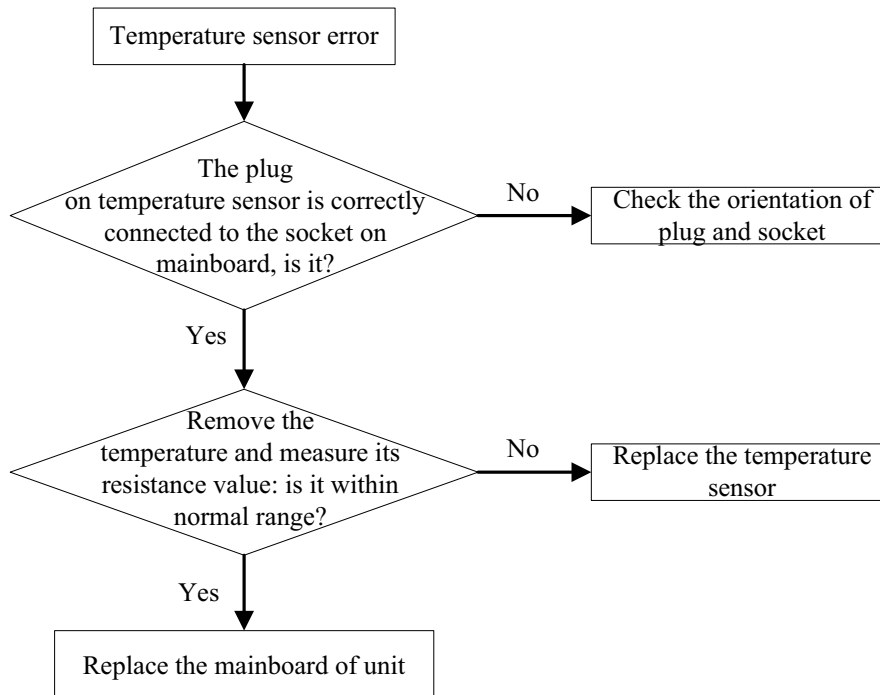 Temperature sensor error
The plug
on temperature sensor is correctly
connected to the socket on
mainboard, is it?
No
Check the orientation of
plug and socket
Yes
Remove the
temperature and measure its
resistance value: is it within
normal range?
No
Replace the temperature
sensor
Yes
Replace the mainboard of unit